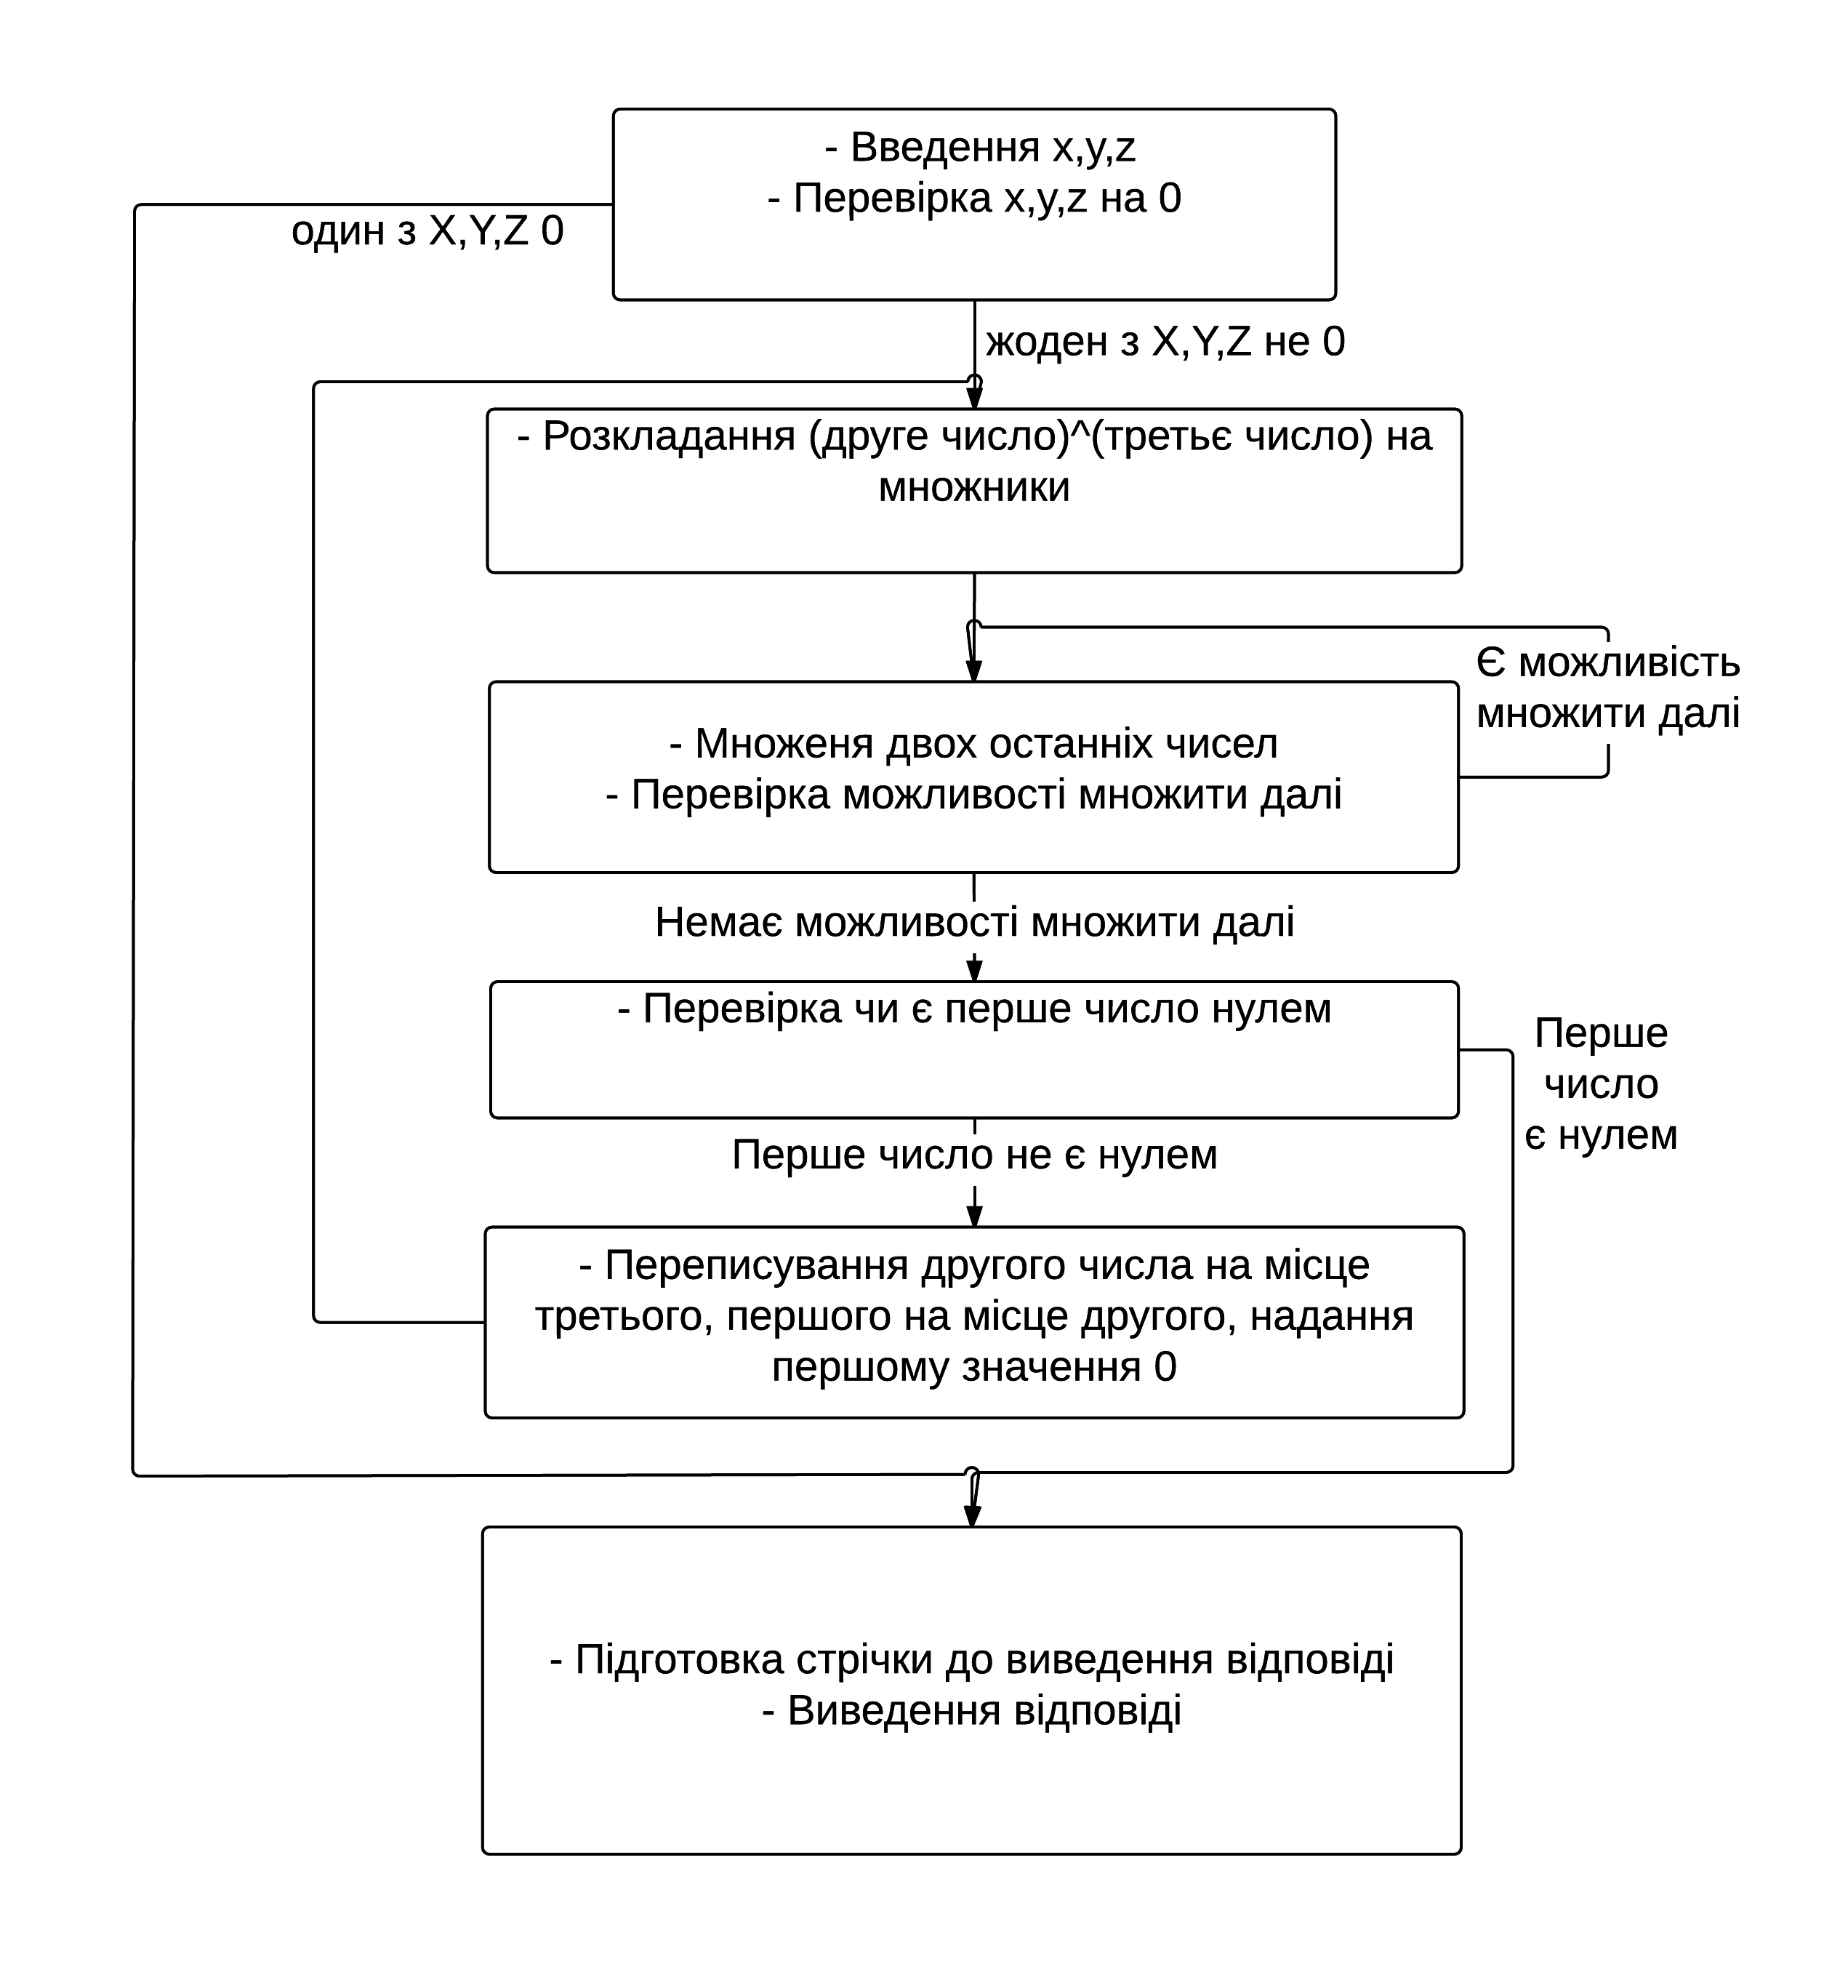 - Введення x,y,z
- Перевірка x,y,z на 0
один з X,Y,Z 0
жоден з X,Y,Z не 0
- Розкладання (друге число)^(третьє число) на
множники
Є можливість
множити далі
- Множеня двох останніх чисел
- Перевірка можливості множити далі
Немає можливості множити далі
- Перевірка чи є перше число нулем
Перше
число
є нулем
Перше число не є нулем
- Переписування другого числа на місце
третього, першого на місце другого, надання
першому значення 0
- Підготовка стрічки до виведення відповіді
- Виведення відповіді